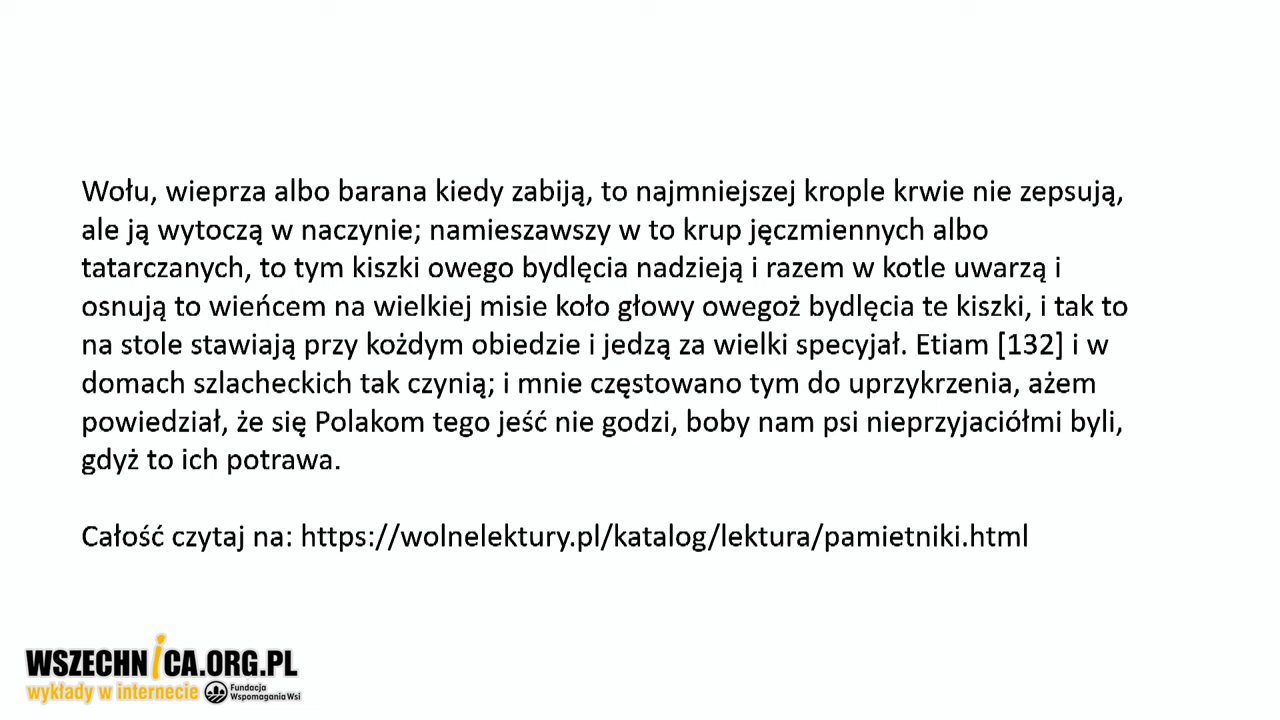 Wołu, wieprza albo barana kiedy zabiją, to najmniejszej krople krwie nie zepsują,
ale ją wytoczą w naczynie; namieszawszy w to krup jęczmiennych albo
tatarczanych, to tym kiszki owego bydlęcia nadzieją i razem w kotle uwarzą i
osnują to wieńcem na wielkiej misie koło głowy owegoż bydlęcia te kiszki, i tak to
na stole stawiają przy kożdym obiedzie i jedzą za wielki specyjał. Etiam [132] i w
domach szlacheckich tak czynią; i mnie częstowano tym do uprzykrzenia, ażem
powiedział, że się Polakom tego jeść nie godzi, boby nam psi nieprzyjaciółmi byli,
gdyż to ich potrawa.
Całość czytaj na: https://wolnelektury.pl/katalog/lektura/pamietniki.html
WSZECHNiCA.ORG.PL
wykłady w internecie Fundacja
Wspomagania Wsi